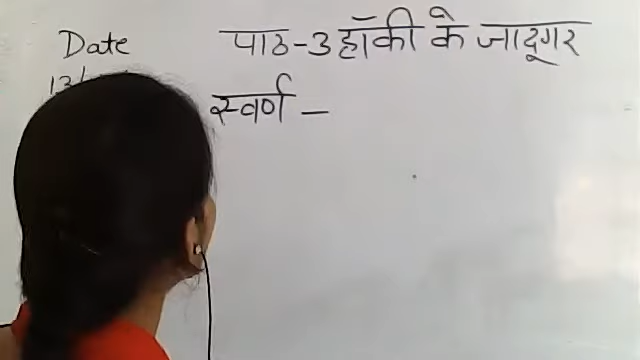 Date
पाठ-3 हॉकी के जादूगर
13/
स्वर्ण –